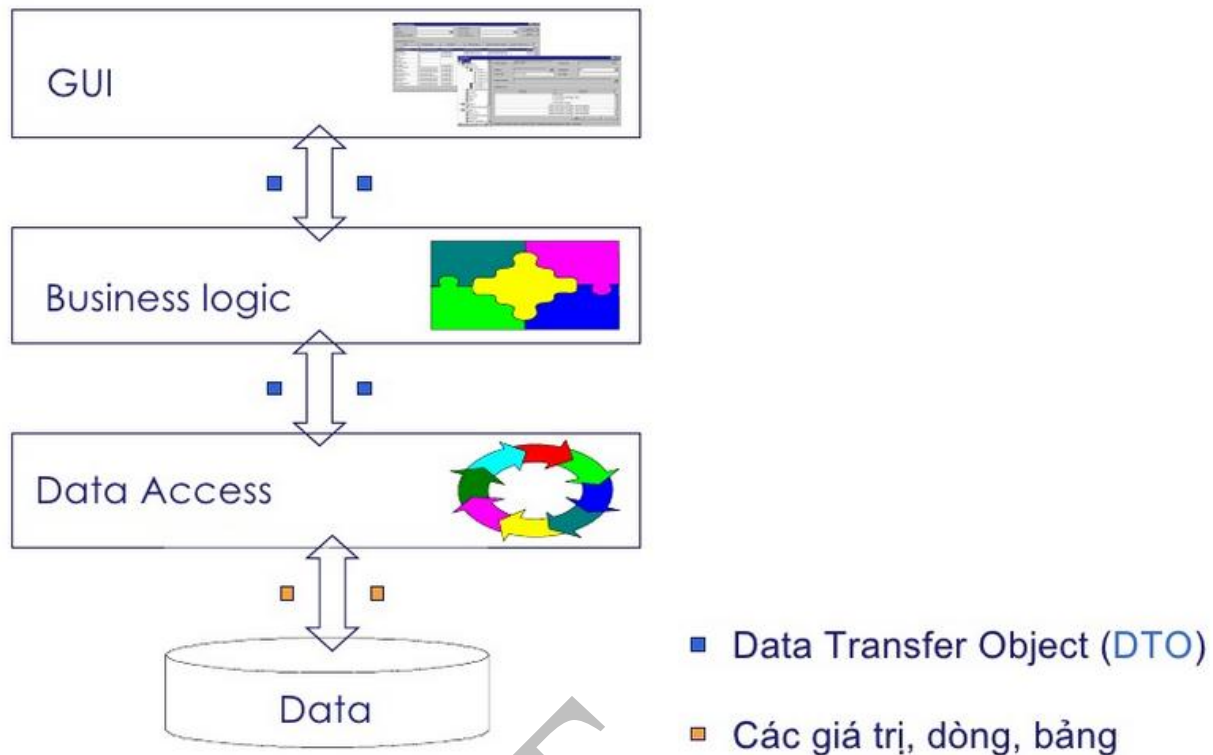 GUI
Business logic
Data Access
Data
Data Transfer Object (DTO)
Các giá trị, dòng, bảng